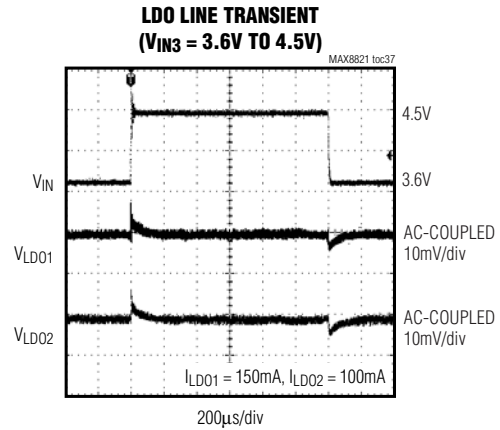 LDO LINE TRANSIENT
(VIN3 = 3.6V TO 4.5V)
MAX8821 toc37
4.5V
VIN
3.6V
VLDO1
AC-COUPLED
10mV/div
VLDO2
AC-COUPLED
10mV/div
ILDO1 = 150mA, ILDO2 = 100mA
200µs/div